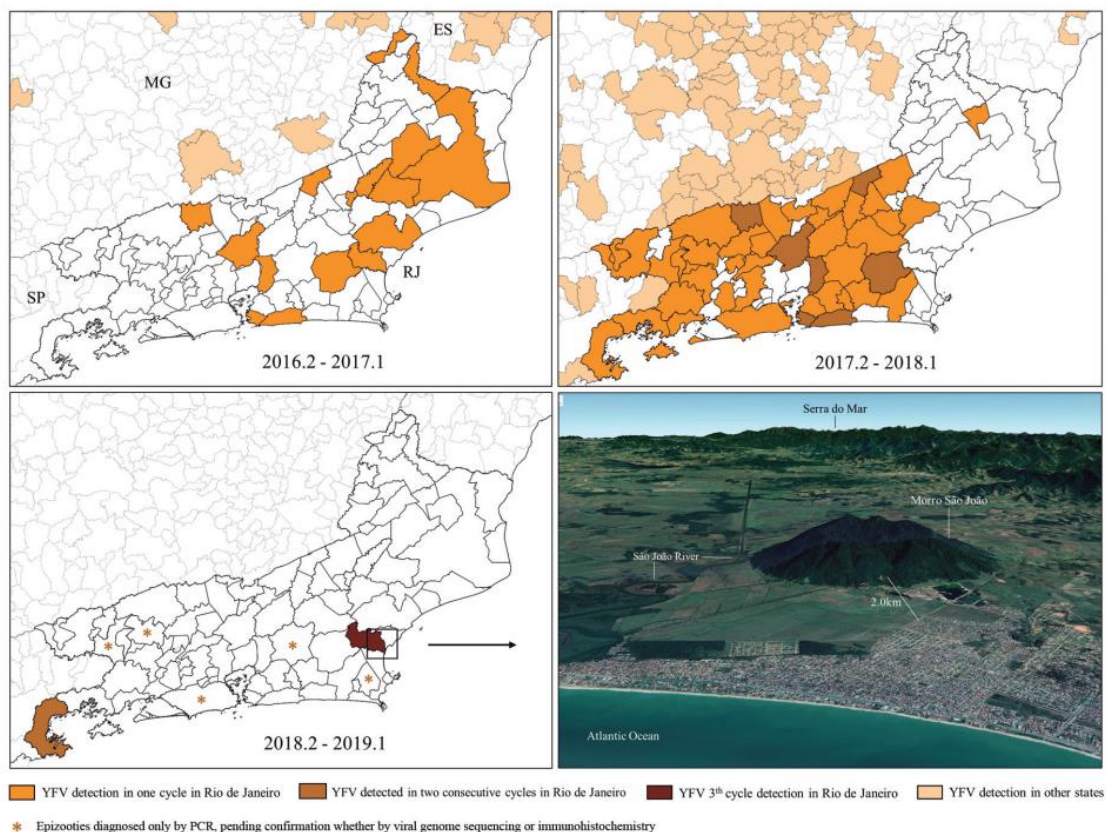 ES
MG
RJ
SP
2016.2 - 2017.1
2017.2 - 2018.1
2018.2 - 2019.1
Serra do Mar
Morro São João
São João River
2.0km
Atlantic Ocean
YFV detection in one cycle in Rio de Janeiro
YFV detected in two consecutive cycles in Rio de Janeiro
YFV 3th cycle detection in Rio de Janeiro
YFV detection in other states
* Epizooties diagnosed only by PCR, pending confirmation whether by viral genome sequencing or immunohistochemistry